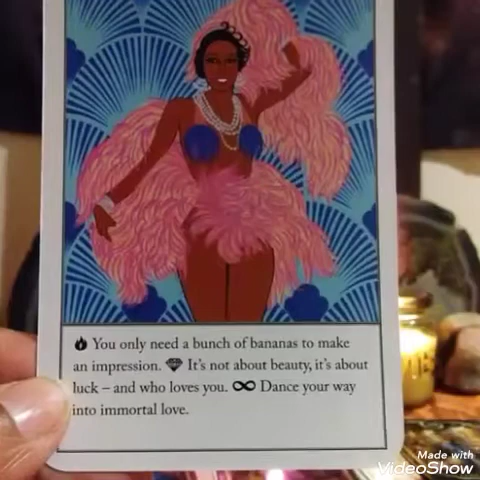 🔥 You only need a bunch of bananas to make
an impression. 💎 It's not about beauty, it's about
luck – and who loves you. ∞ Dance your way
into immortal love.
Made with
VideoShow